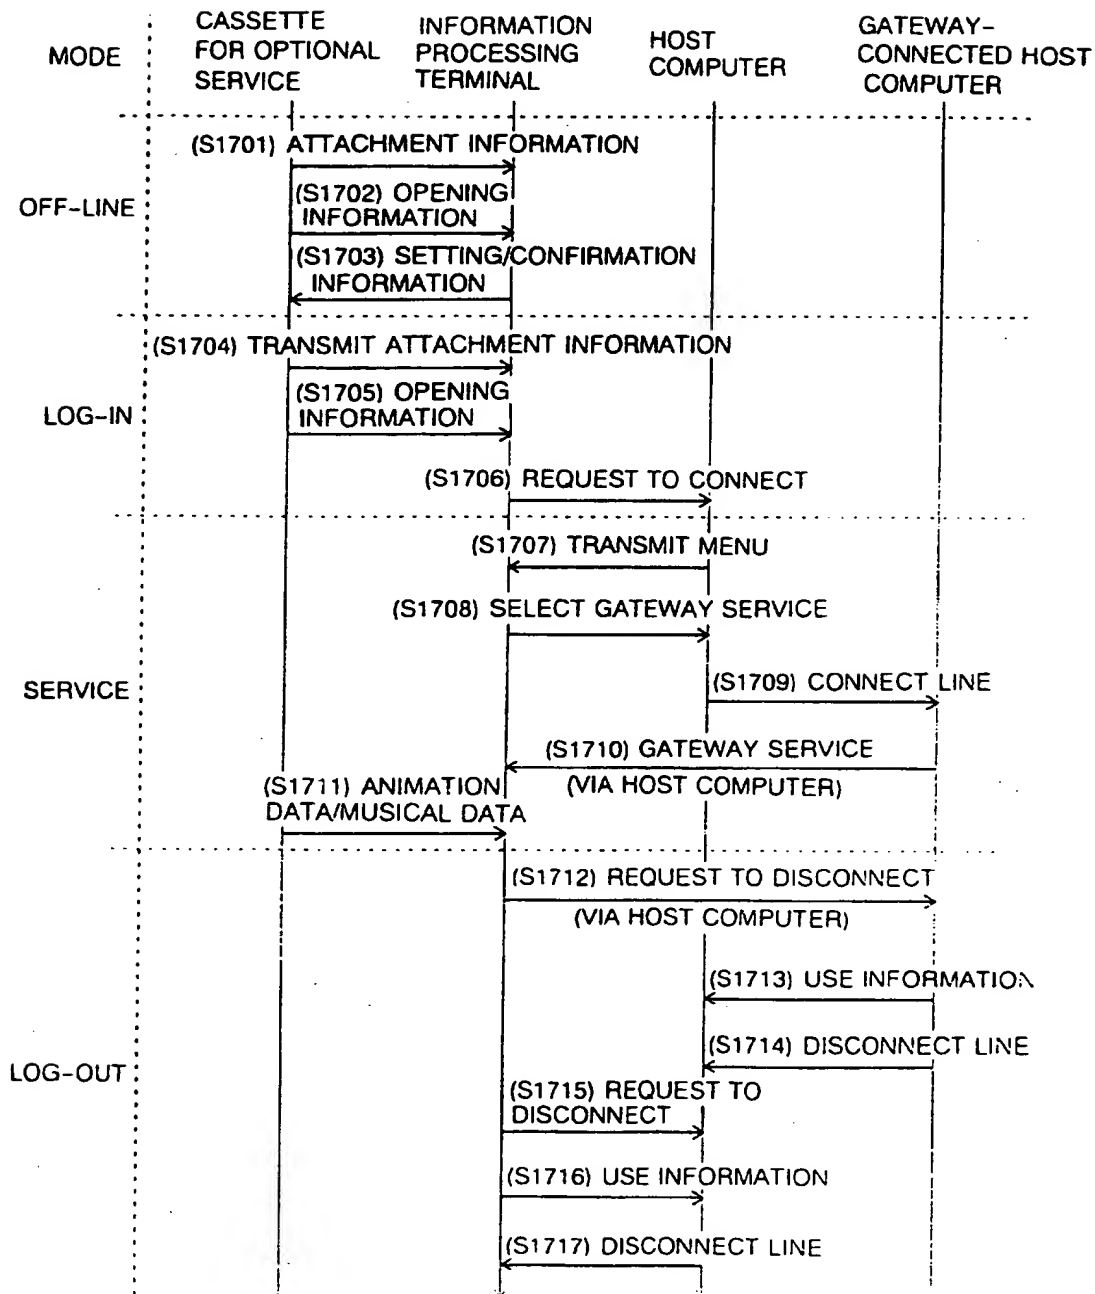 MODE
CASSETTE
FOR OPTIONAL
SERVICE
INFORMATION
PROCESSING
TERMINAL
HOST
COMPUTER
GATEWAY-
CONNECTED HOST
COMPUTER
(S1701) ATTACHMENT INFORMATION
OFF-LINE
(S1702) OPENING
INFORMATION
(S1703) SETTING/CONFIRMATION
INFORMATION
(S1704) TRANSMIT ATTACHMENT INFORMATION
LOG-IN
(S1705) OPENING
INFORMATION
(S1706) REQUEST TO CONNECT
(S1707) TRANSMIT MENU
(S1708) SELECT GATEWAY SERVICE
SERVICE
(S1709) CONNECT LINE
(S1710) GATEWAY SERVICE
(VIA HOST COMPUTER)
(S1711) ANIMATION
DATA/MUSICAL DATA
(S1712) REQUEST TO DISCONNECT
(VIA HOST COMPUTER)
(S1713) USE INFORMATION
(S1714) DISCONNECT LINE
LOG-OUT
(S1715) REQUEST TO
DISCONNECT
(S1716) USE INFORMATION
(S1717) DISCONNECT LINE